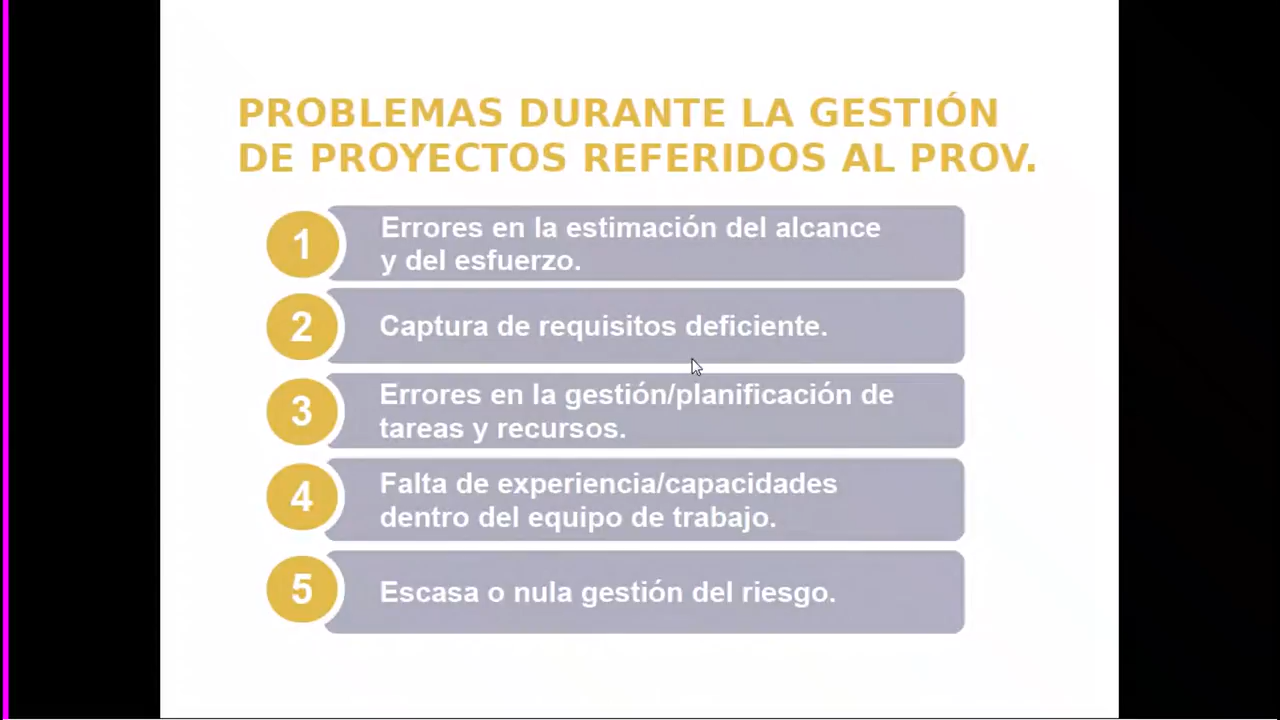 PROBLEMAS DURANTE LA GESTIÓN
DE PROYECTOS REFERIDOS AL PROV.
1
Errores en la estimación del alcance
y del esfuerzo.
2
Captura de requisitos deficiente.
3
Errores en la gestión/planificación de
tareas y recursos.
4
Falta de experiencia/capacidades
dentro del equipo de trabajo.
5
Escasa o nula gestión del riesgo.